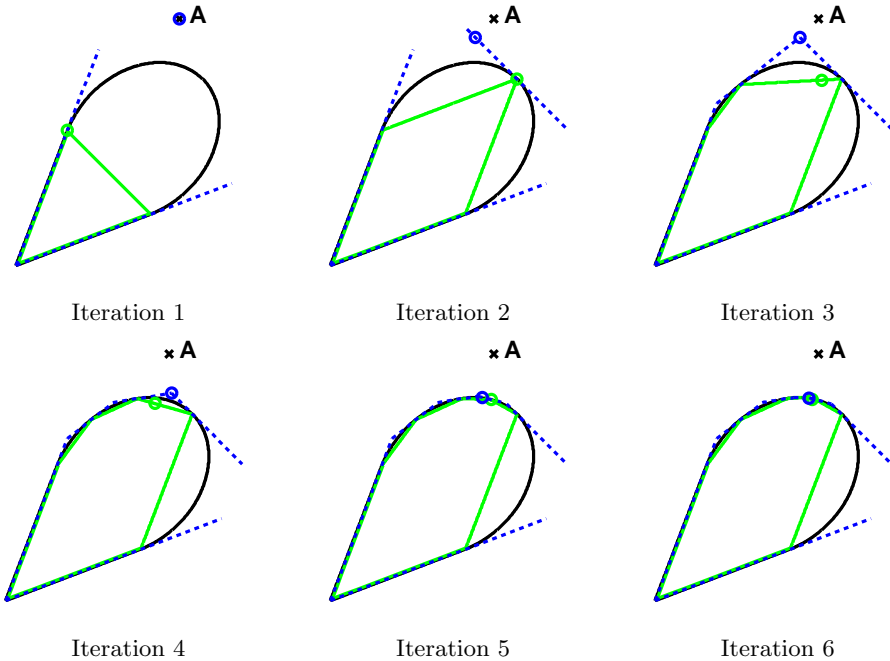 A
A
A
Iteration 1
Iteration 2
Iteration 3
A
A
A
Iteration 4
Iteration 5
Iteration 6